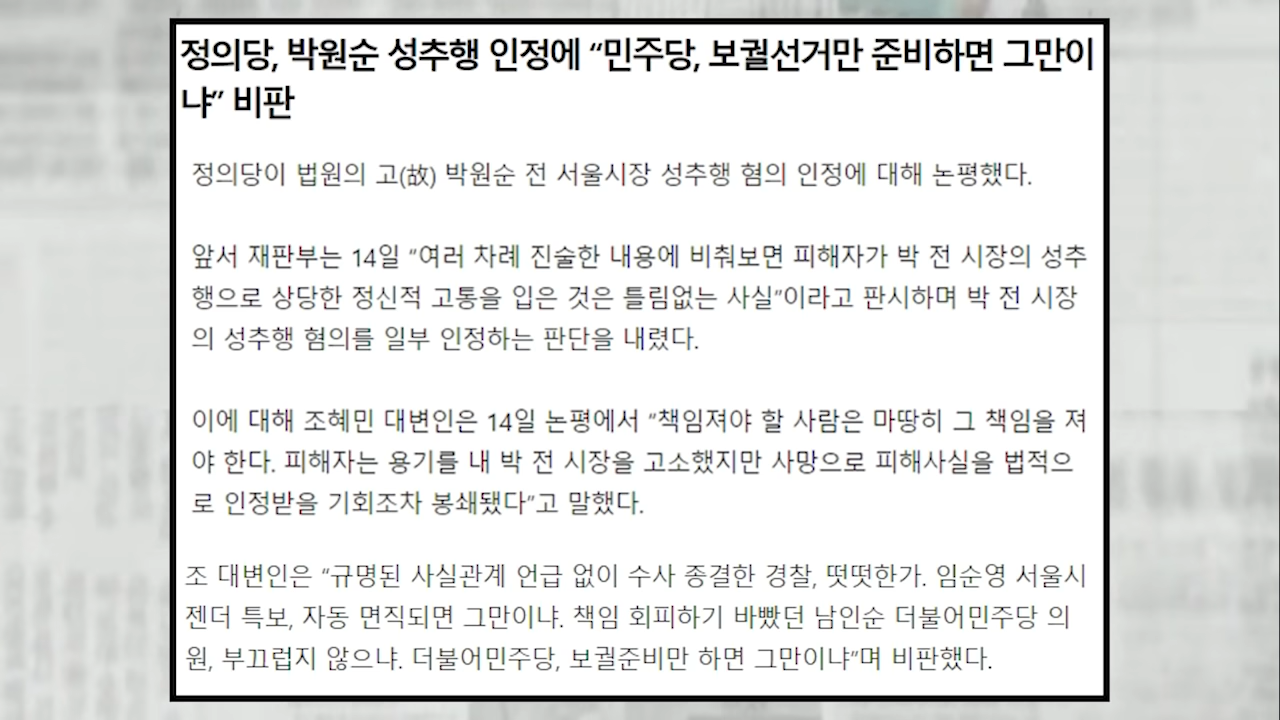 정의당, 박원순 성추행 인정에 “민주당, 보궐선거만 준비하면 그만이
냐” 비판
정의당이 법원의 고(故) 박원순 전 서울시장 성추행 혐의 인정에 대해 논평했다.
앞서 재판부는 14일 “여러 차례 진술한 내용에 비춰보면 피해자가 박 전 시장의 성추
행으로 상당한 정신적 고통을 입은 것은 틀림없는 사실”이라고 판시하며 박 전 시장
의 성추행 혐의를 일부 인정하는 판단을 내렸다.
이에 대해 조혜민 대변인은 14일 논평에서 “책임져야 할 사람은 마땅히 그 책임을 져
야 한다. 피해자는 용기를 내 박 전 시장을 고소했지만 사망으로 피해사실을 법적으
로 인정받을 기회조차 봉쇄됐다”고 말했다.
조 대변인은 “규명된 사실관계 언급 없이 수사 종결한 경찰, 떳떳한가. 임순영 서울시
젠더 특보, 자동 면직되면 그만이냐. 책임 회피하기 바빴던 남인순 더불어민주당 의
원, 부끄럽지 않으냐. 더불어민주당, 보궐준비만 하면 그만이냐”며 비판했다.